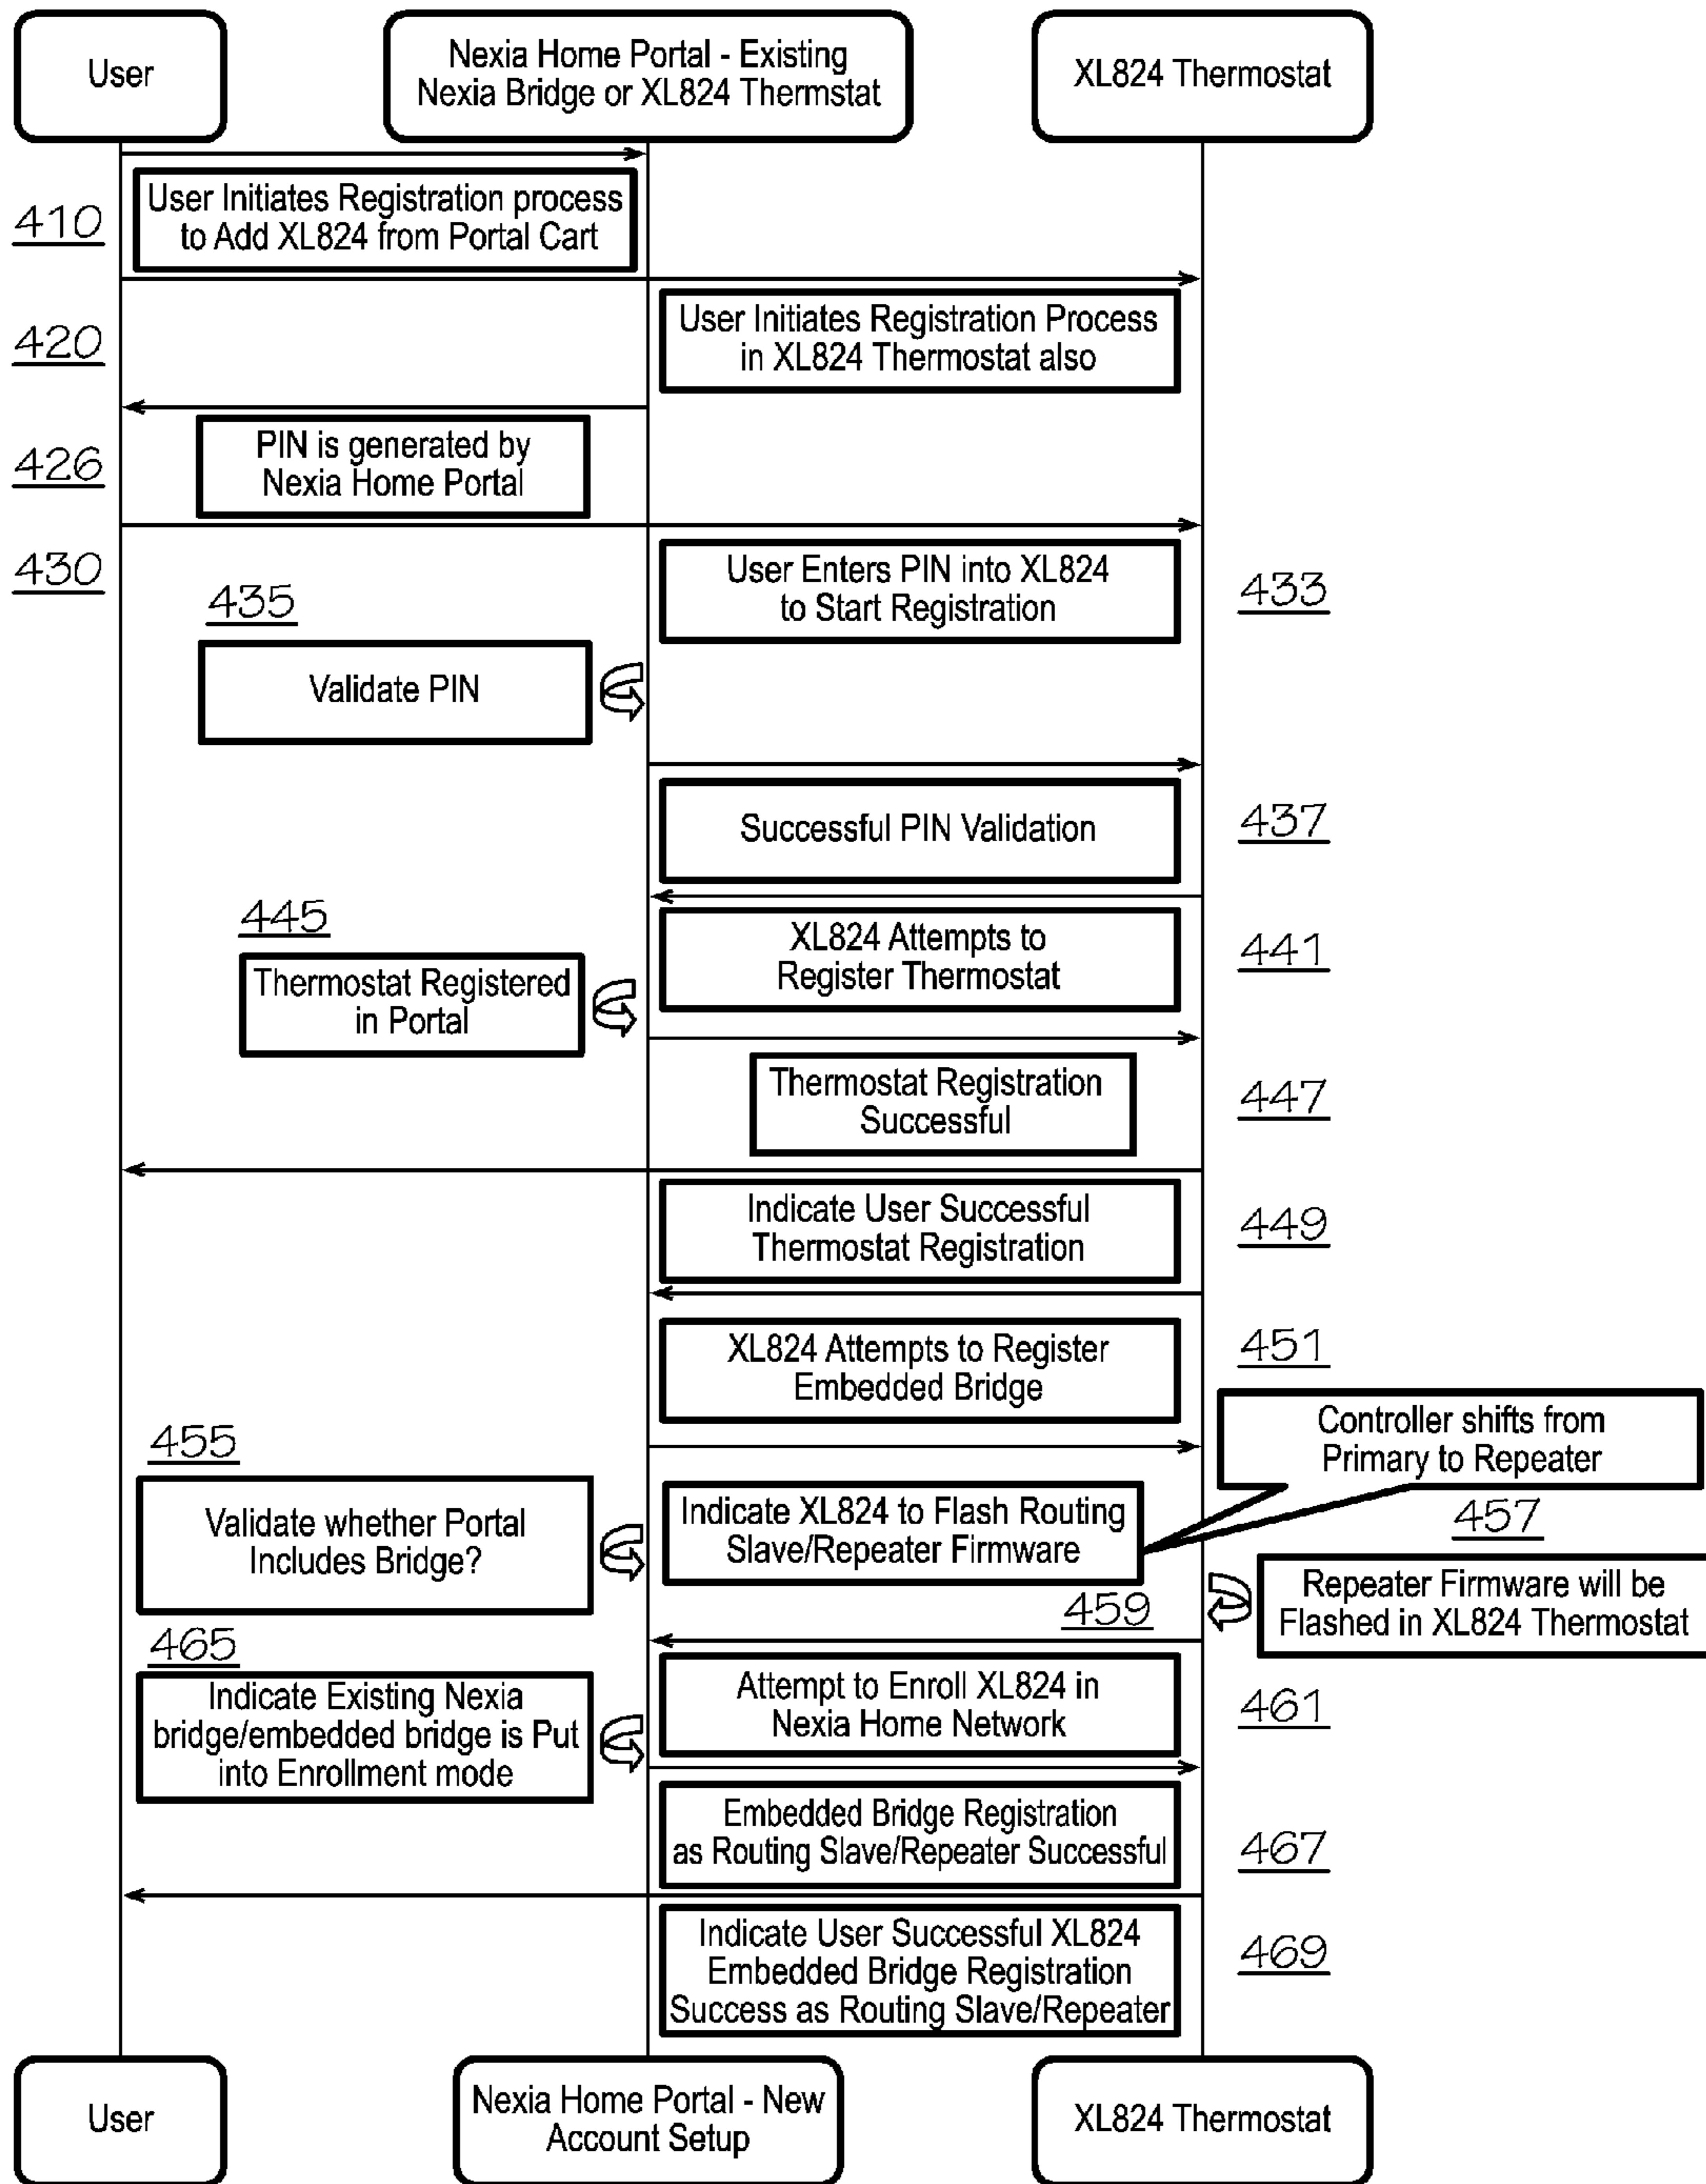 User
Nexia Home Portal - Existing
Nexia Bridge or XL824 Thermstat
XL824 Thermostat
410
User Initiates Registration process
to Add XL824 from Portal Cart
420
User Initiates Registration Process
in XL824 Thermostat also
426
PIN is generated by
Nexia Home Portal
430
User Enters PIN into XL824
to Start Registration
433
435
Validate PIN
Successful PIN Validation
437
445
Thermostat Registered
in Portal
XL824 Attempts to
Register Thermostat
441
Thermostat Registration
Successful
447
Indicate User Successful
Thermostat Registration
449
XL824 Attempts to Register
Embedded Bridge
451
Controller shifts from
Primary to Repeater
455
Validate whether Portal
Includes Bridge?
Indicate XL824 to Flash Routing
Slave/Repeater Firmware
457
459
Repeater Firmware will be
Flashed in XL824 Thermostat
465
Indicate Existing Nexia
bridge/embedded bridge is Put
into Enrollment mode
Attempt to Enroll XL824 in
Nexia Home Network
461
Embedded Bridge Registration
as Routing Slave/Repeater Successful
467
Indicate User Successful XL824
Embedded Bridge Registration
Success as Routing Slave/Repeater
469
User
Nexia Home Portal - New
Account Setup
XL824 Thermostat